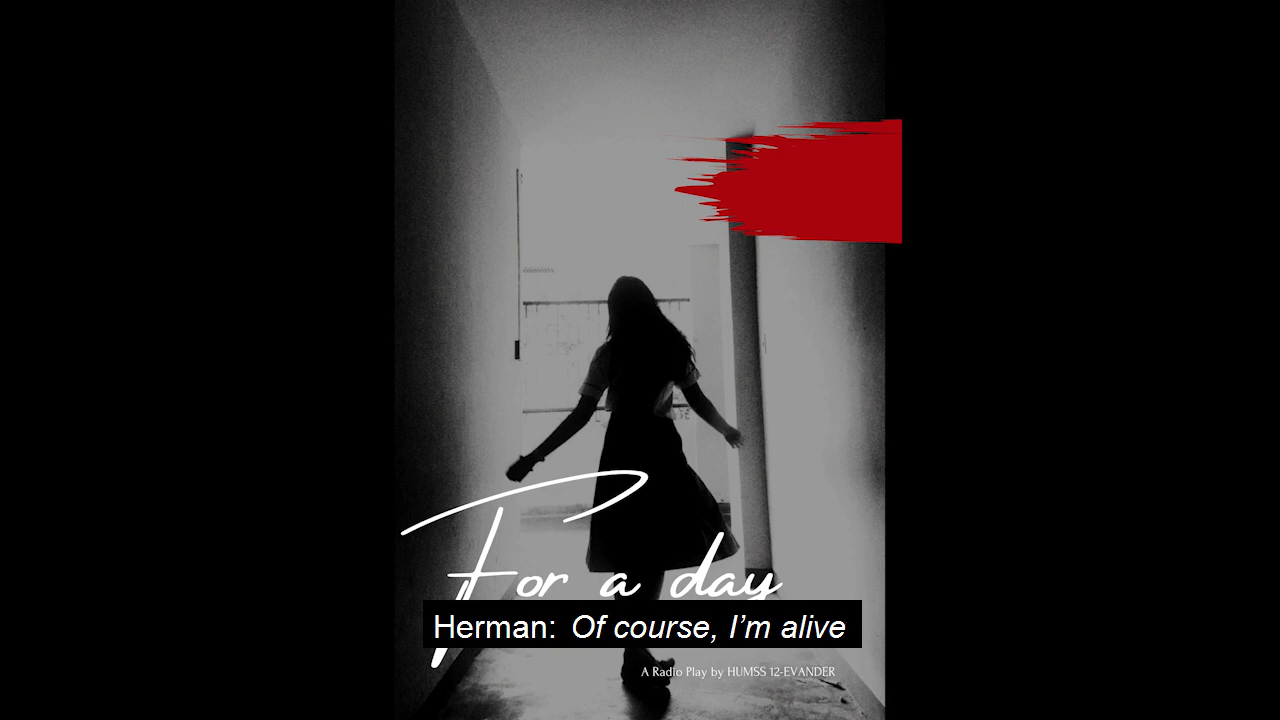 For a day
Herman: Of course, I’m alive
A Radio Play by HUMSS 12-EVANDER